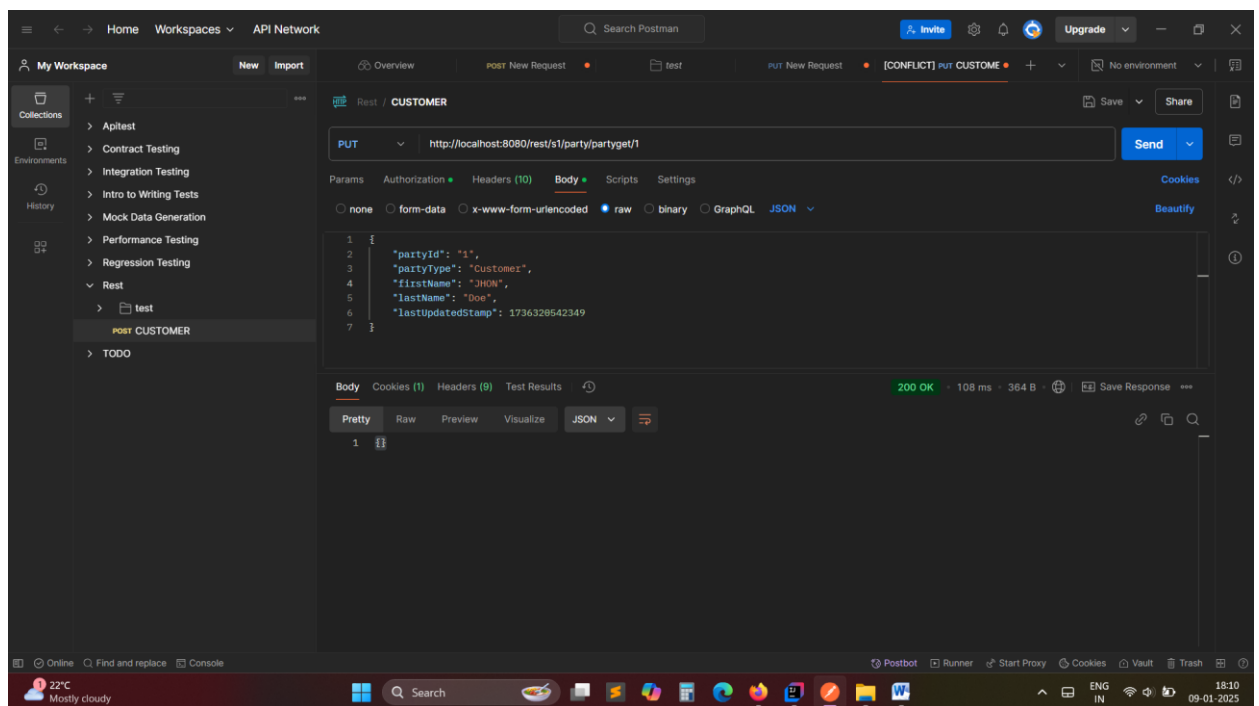 Home Workspaces API Network Search Postman Invite Upgrade
My Workspace New Import Overview POST New Request test PUT New Request [CONFLICT] PUT CUSTOME No environment
Collections
Environments
History
Apitest
Contract Testing
Integration Testing
Intro to Writing Tests
Mock Data Generation
Performance Testing
Regression Testing
Rest
test
POST CUSTOMER
TODO
HTTP Rest / CUSTOMER Save Share
PUT http://localhost:8080/rest/s1/party/partyget/1 Send
Params Authorization Headers (10) Body Scripts Settings Cookies
none form-data x-www-form-urlencoded raw binary GraphQL JSON Beautify
1 {
2 "partyId": "1",
3 "partyType": "Customer",
4 "firstName": "JHON",
5 "lastName": "Doe",
6 "lastUpdatedStamp": 1736320542349
7 }
Body Cookies (1) Headers (9) Test Results 200 OK 108 ms 364 B e.g. Save Response
Pretty Raw Preview Visualize JSON
1 {}
Online Find and replace Console Postbot Runner Start Proxy Cookies Vault Trash
1 22°C
Mostly cloudy
Search
ENG
IN
18:10
09-01-2025